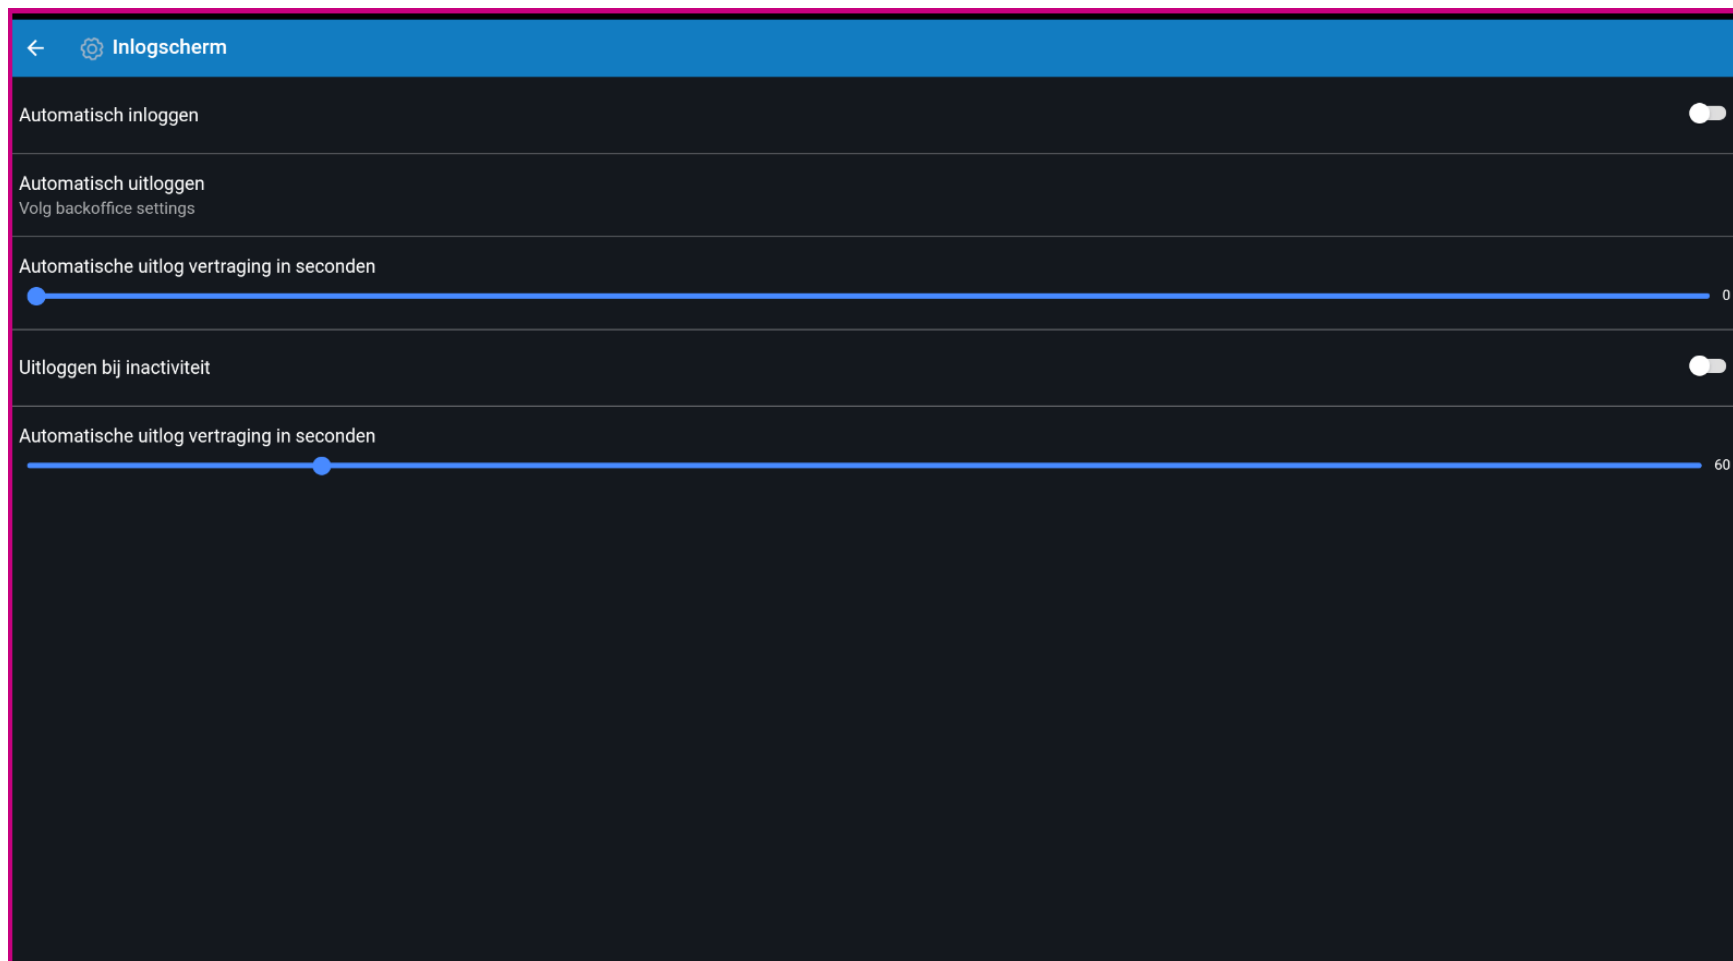 Inlogscherm
Automatisch inloggen
Automatisch uitloggen
Volg backoffice settings
Automatische uitlog vertraging in seconden
0
Uitloggen bij inactiviteit
Automatische uitlog vertraging in seconden
60